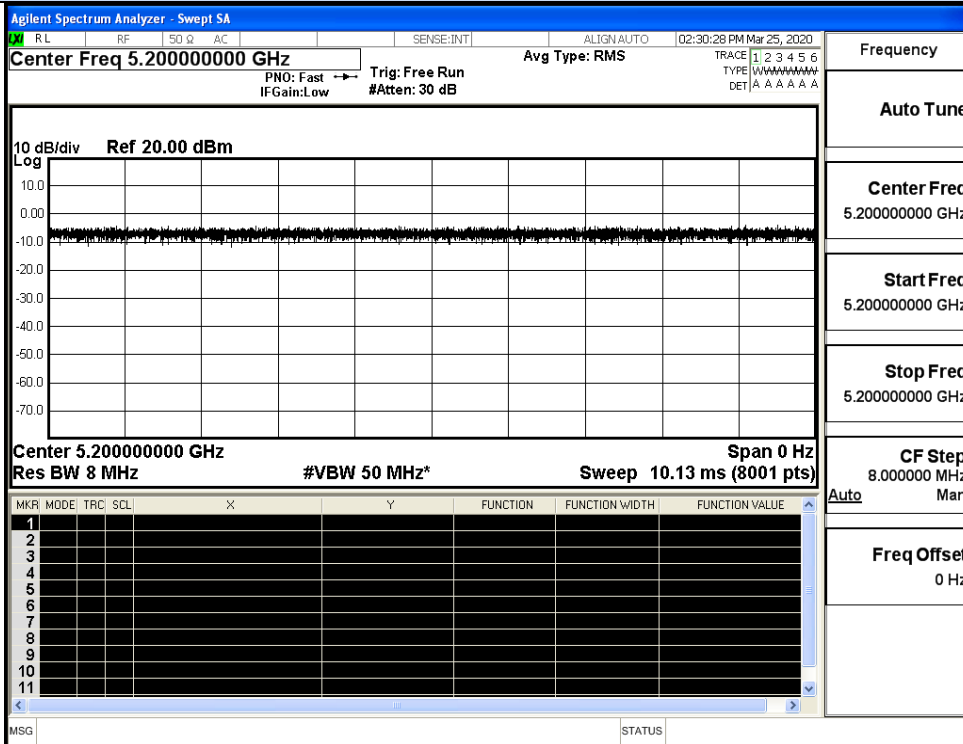 Agilent Spectrum Analyzer - Swept SA
LXI RL RF 50 Ω AC SENSE:INT ALIGN AUTO 02:30:28 PM Mar 25, 2020
Center Freq 5.200000000 GHz Avg Type: RMS TRACE 1 2 3 4 5 6
PNO: Fast Trig: Free Run TYPE WWWWWW
IFGain:Low #Atten: 30 dB DET A A A A A A
10 dB/div Ref 20.00 dBm
Log
10.0
0.00
-10.0
-20.0
-30.0
-40.0
-50.0
-60.0
-70.0
Center 5.200000000 GHz Span 0 Hz
Res BW 8 MHz #VBW 50 MHz* Sweep 10.13 ms (8001 pts)
MKR MODE TRC SCL X Y FUNCTION FUNCTION WIDTH FUNCTION VALUE
1
2
3
4
5
6
7
8
9
10
11
MSG STATUS
Frequency
Auto Tune
Center Freq
5.200000000 GHz
Start Freq
5.200000000 GHz
Stop Freq
5.200000000 GHz
CF Step
8.000000 MHz
Auto Man
Freq Offset
0 Hz